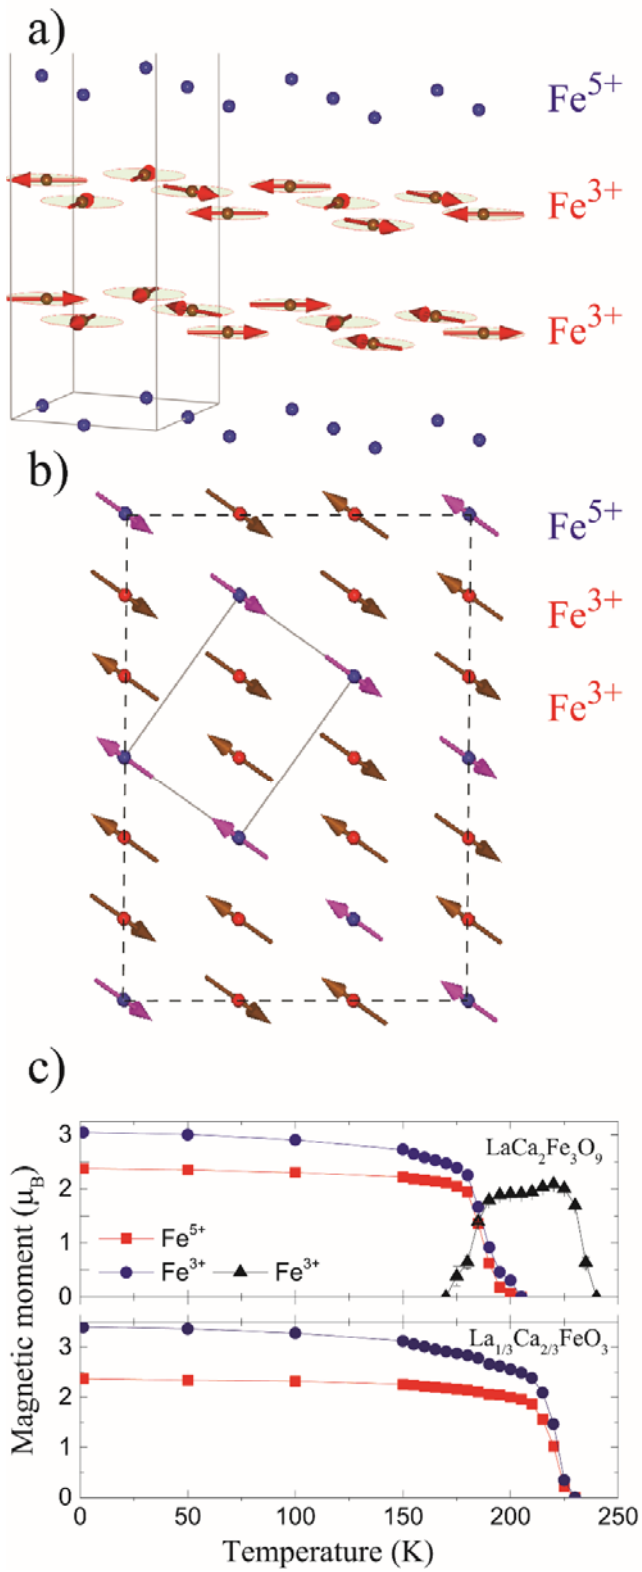 a)
Fe⁵⁺
Fe³⁺
Fe³⁺
b)
Fe⁵⁺
Fe³⁺
Fe³⁺
c)
Magnetic moment (μ_B)
3
2
1
0
LaCa₂Fe₃O₉
Fe⁵⁺
Fe³⁺ Fe³⁺
3
2
1
0
La₁/₃Ca₂/₃FeO₃
0 50 100 150 200 250
Temperature (K)